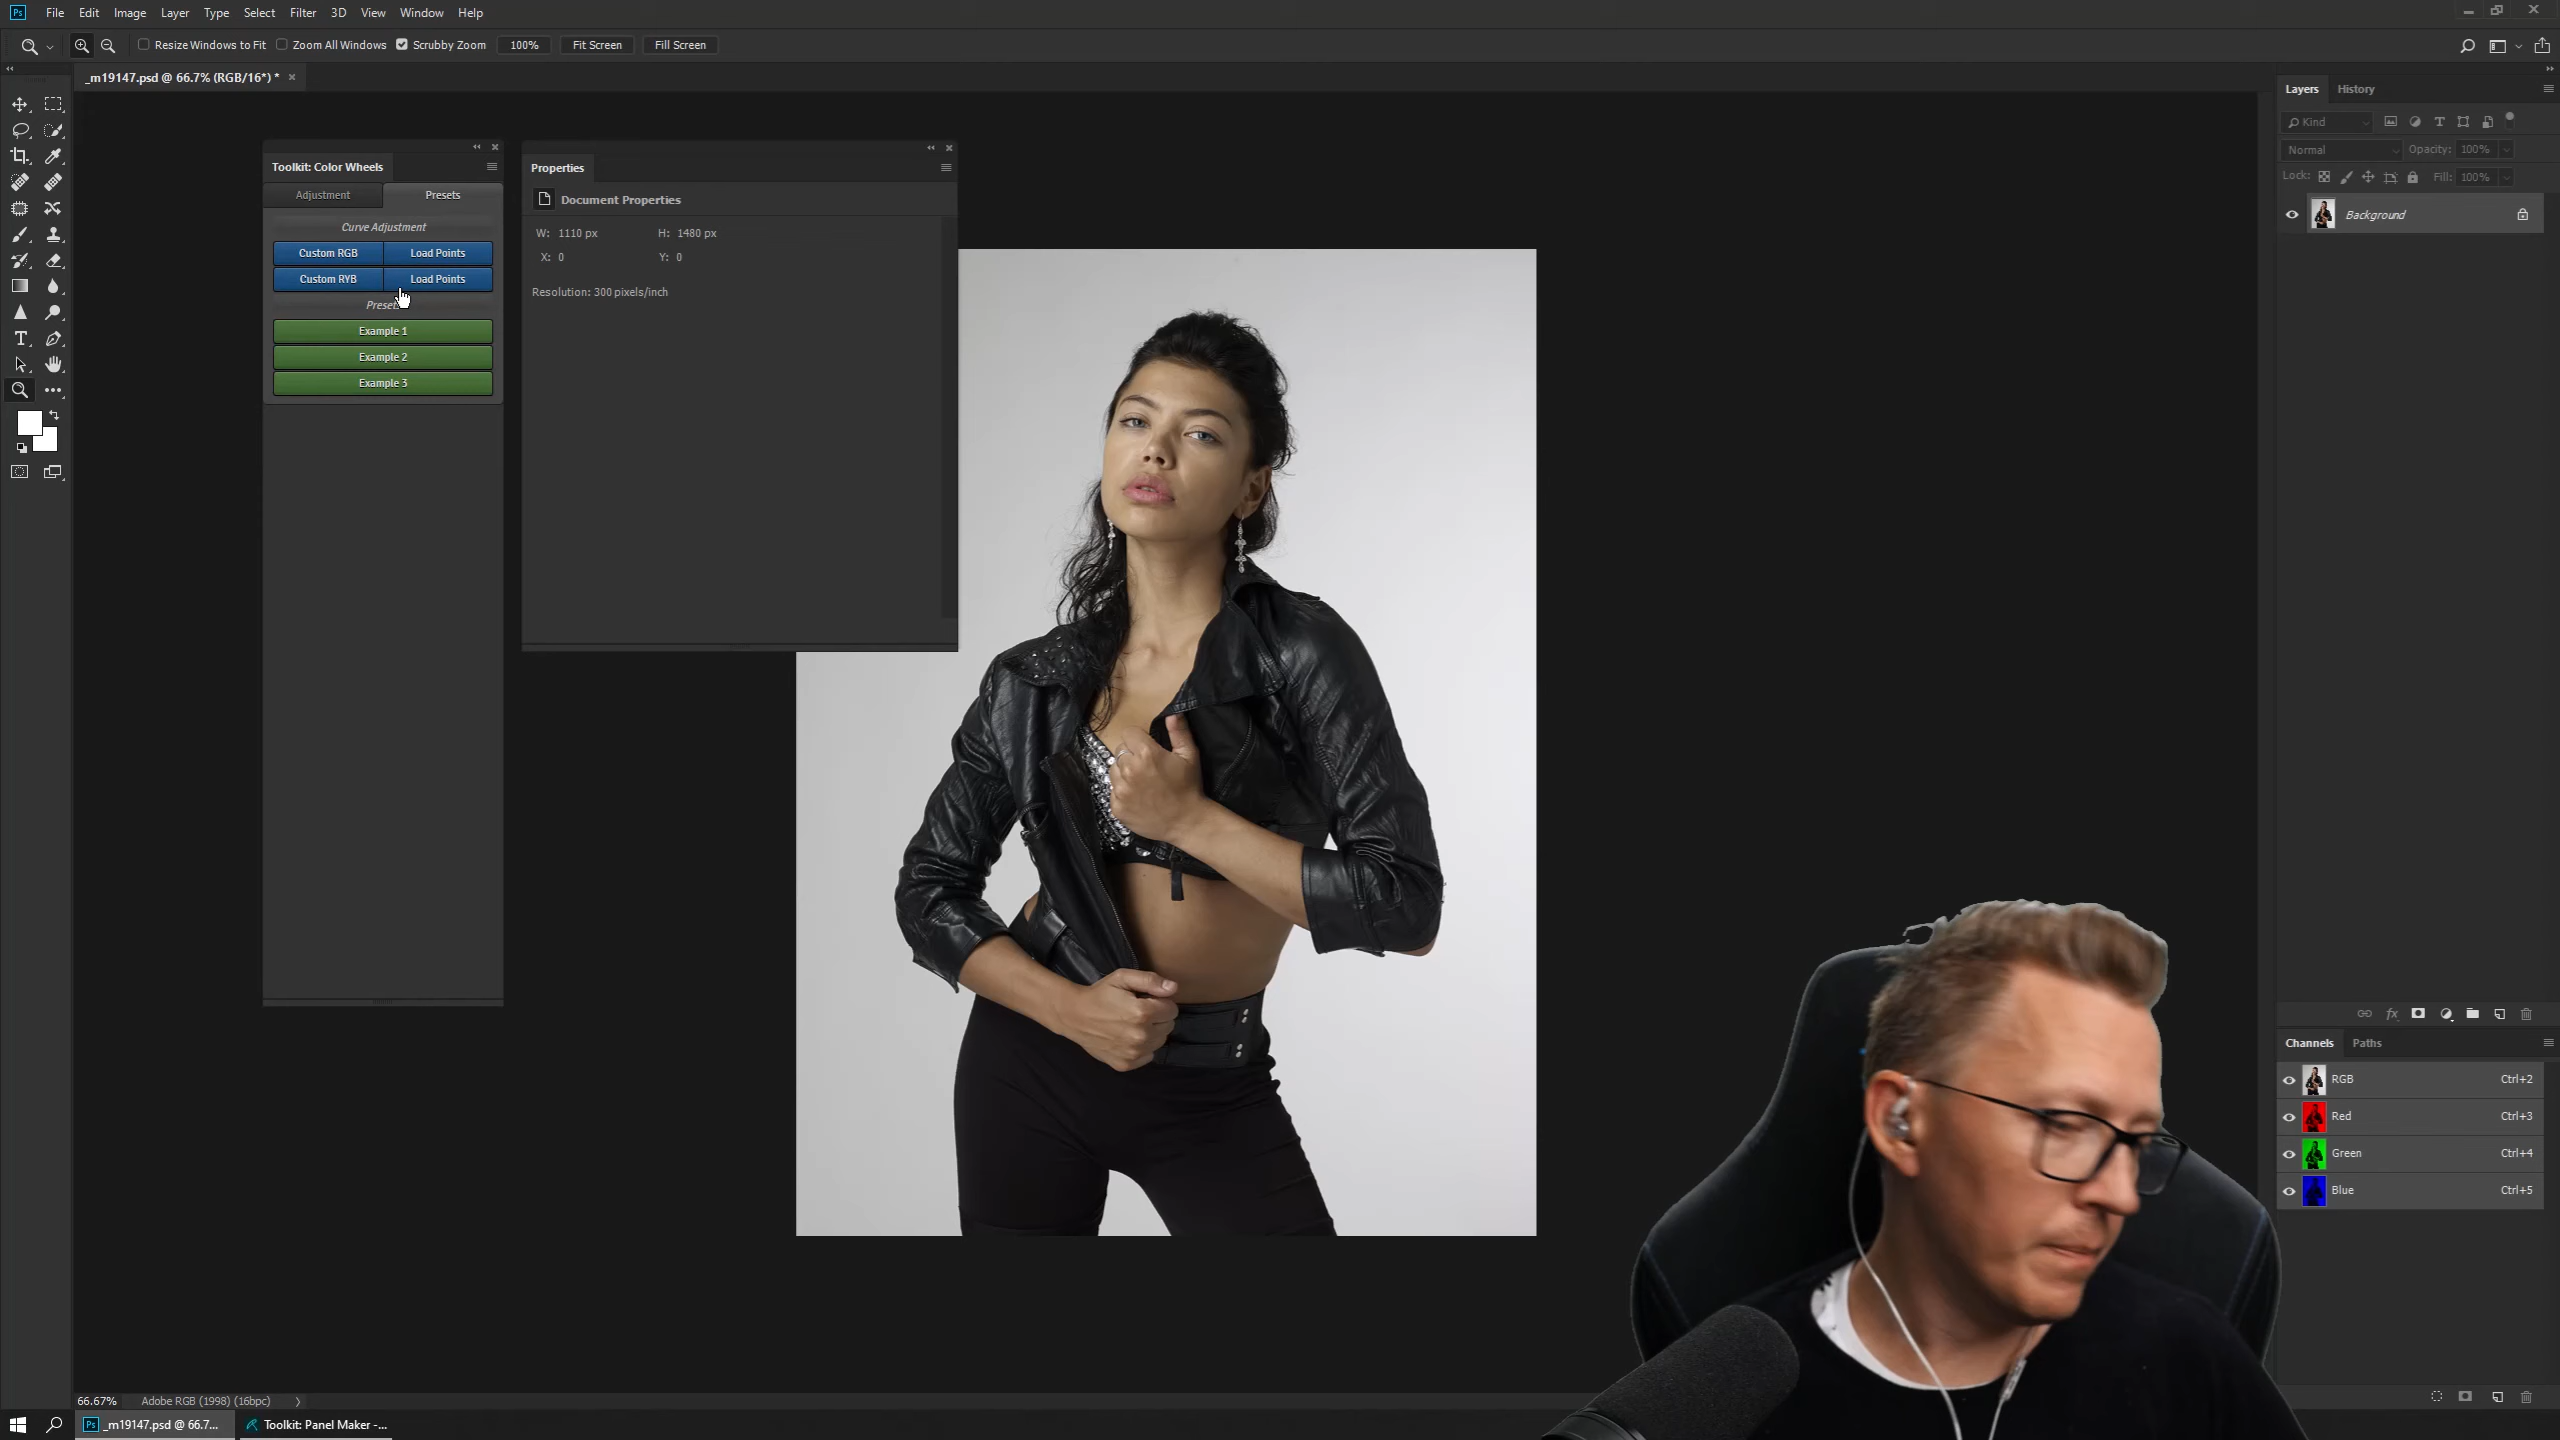 Ps File Edit Image Layer Type Select Filter 3D View Window Help
Resize Windows to Fit Zoom All Windows Scrubby Zoom 100% Fit Screen Fill Screen
_m19147.psd @ 66.7% (RGB/16*) *
Toolkit: Color Wheels
Adjustment Presets
Curve Adjustment
Custom RGB Load Points
Custom RYB Load Points
Example 1
Example 2
Example 3
Properties
Document Properties
W: 1110 px H: 1480 px
X: 0 Y: 0
Resolution: 300 pixels/inch
Layers History
Kind
Normal Opacity: 100%
Lock: Fill: 100%
Background
fx
Channels Paths
RGB Ctrl+2
Red Ctrl+3
Green Ctrl+4
Blue Ctrl+5
66.67% Adobe RGB (1998) (16bpc)
Ps _m19147.psd @ 66.7... Toolkit: Panel Maker -...